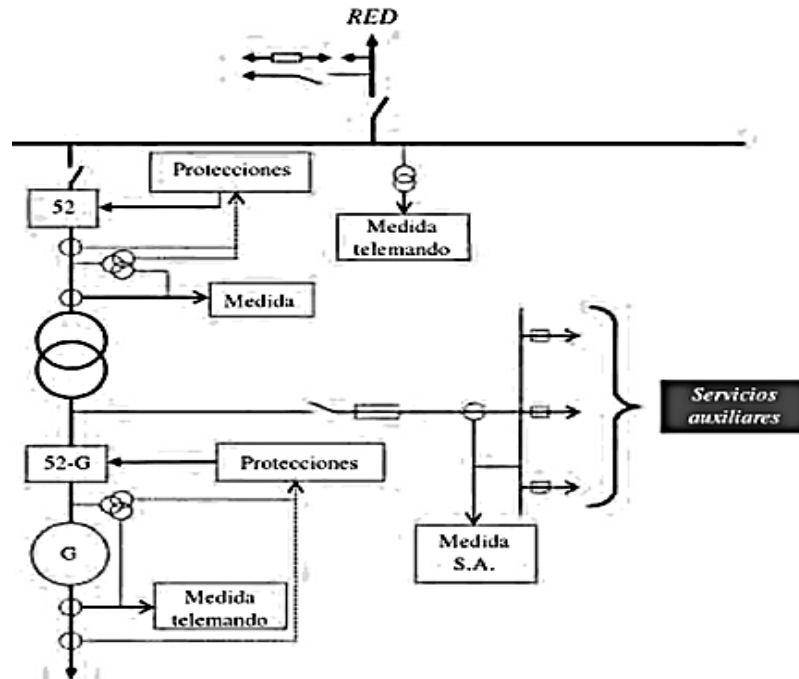 RED
Protecciones
52
Medida
telemando
Medida
52-G
Protecciones
Servicios
auxiliares
G
Medida
S.A.
Medida
telemando